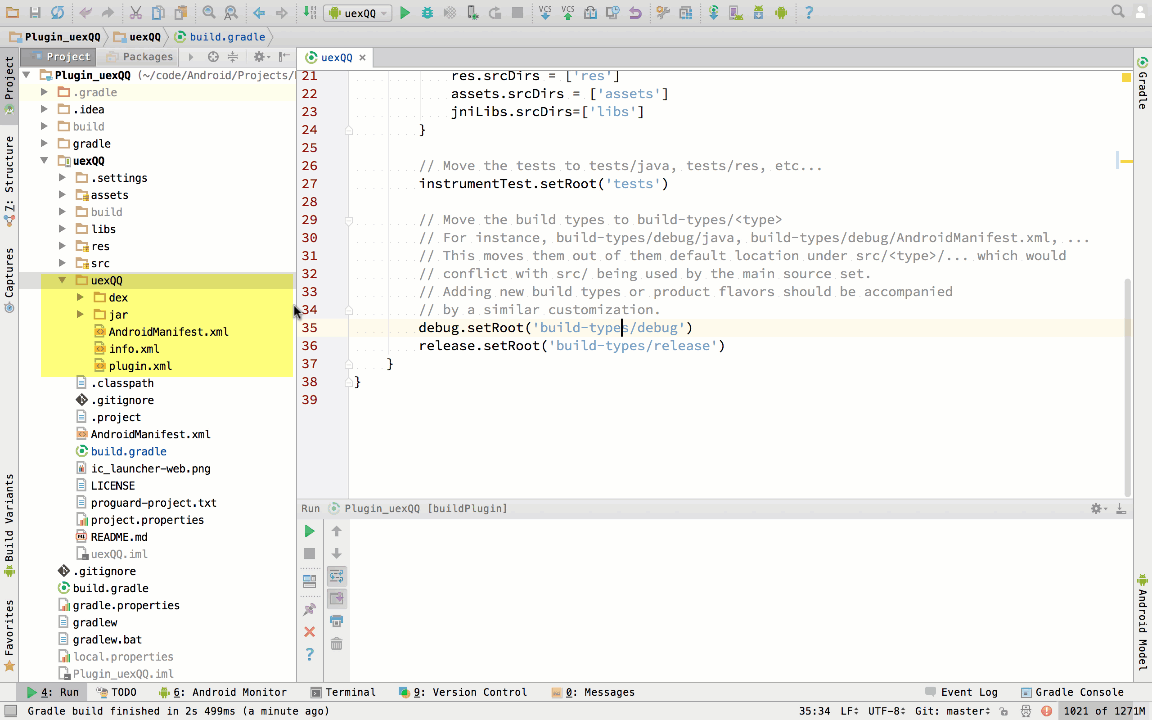 uexQQ
VCS
VCS
Plugin_uexQQ
uexQQ
build.gradle
Project
Packages
uexQQ
Project
Z: Structure
Captures
Build Variants
Favorites
Plugin_uexQQ (~/code/Android/Projects/
.gradle
.idea
build
gradle
uexQQ
.settings
assets
build
libs
res
src
uexQQ
dex
jar
AndroidManifest.xml
info.xml
plugin.xml
.classpath
.gitignore
.project
AndroidManifest.xml
build.gradle
ic_launcher-web.png
LICENSE
proguard-project.txt
project.properties
README.md
uexQQ.iml
.gitignore
build.gradle
gradle.properties
gradlew
gradlew.bat
local.properties
Plugin_uexQQ.iml
21 res.srcDirs = ['res']
22 assets.srcDirs = ['assets']
23 jniLibs.srcDirs=['libs']
24 }
25
26 // Move the tests to tests/java, tests/res, etc...
27 instrumentTest.setRoot('tests')
28
29 // Move the build types to build-types/<type>
30 // For instance, build-types/debug/java, build-types/debug/AndroidManifest.xml, ...
31 // This moves them out of them default location under src/<type>/... which would
32 // conflict with src/ being used by the main source set.
33 // Adding new build types or product flavors should be accompanied
34 // by a similar customization.
35 debug.setRoot('build-types/debug')
36 release.setRoot('build-types/release')
37 }
38 }
39
Run Plugin_uexQQ [buildPlugin]
Gradle
Android Model
4: Run
TODO
6: Android Monitor
Terminal
9: Version Control
0: Messages
Event Log
Gradle Console
Gradle build finished in 2s 499ms (a minute ago)
35:34 LF÷ UTF-8÷ Git: master÷
1021 of 1271M